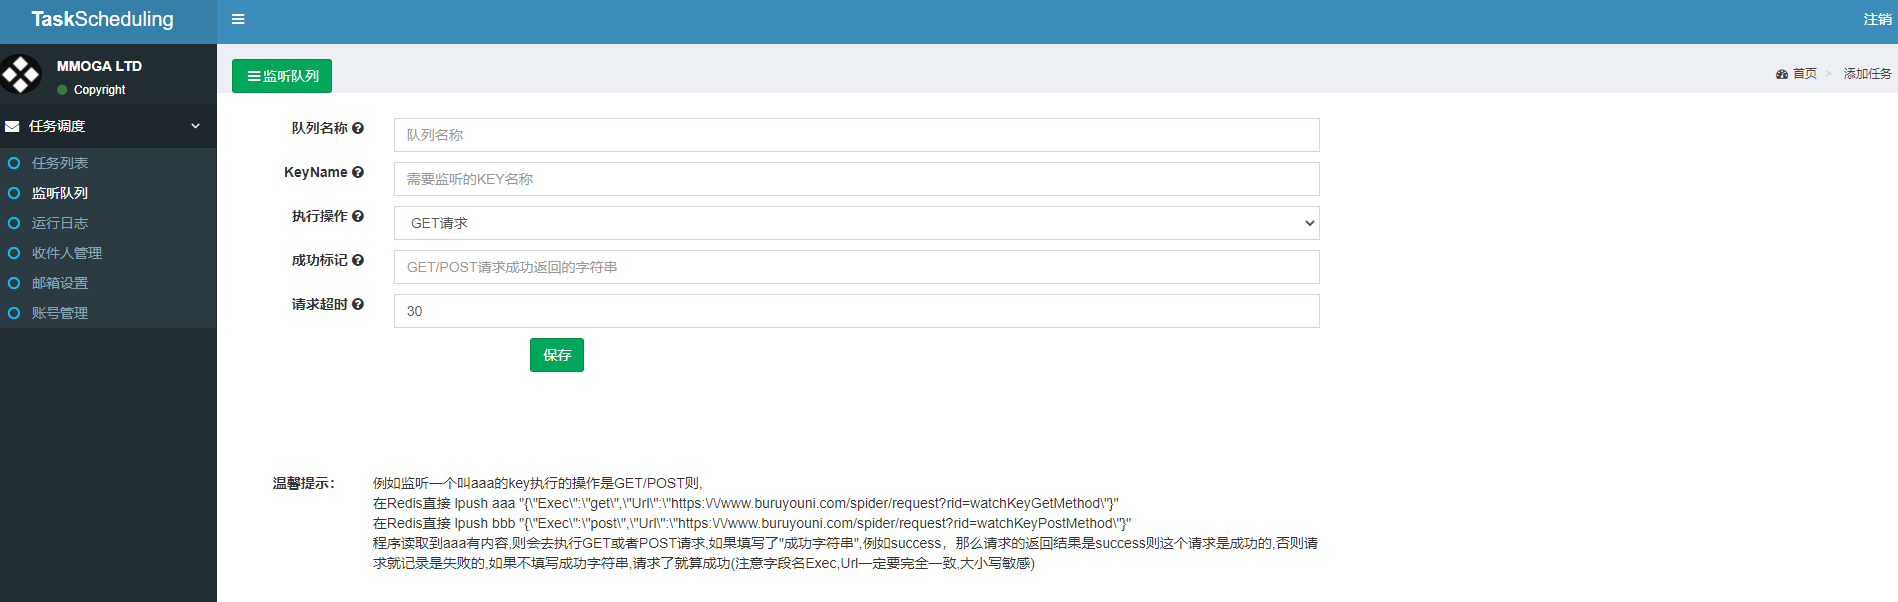 TaskScheduling
注销
MMOGA LTD
Copyright
任务调度
任务列表
监听队列
运行日志
收件人管理
邮箱设置
账号管理
监听队列
首页 > 添加任务
队列名称
队列名称
KeyName
需要监听的KEY名称
执行操作
GET请求
成功标记
GET/POST请求成功返回的字符串
请求超时
30
保存
温馨提示：
例如监听一个叫aaa的key执行的操作是GET/POST则,
在Redis直接 lpush aaa "{\"Exec\":\"get\",\"Url\":\"https:\/\/www.buruyouni.com/spider/request?rid=watchKeyGetMethod\"}"
在Redis直接 lpush bbb "{\"Exec\":\"post\",\"Url\":\"https:\/\/www.buruyouni.com/spider/request?rid=watchKeyPostMethod\"}"
程序读取到aaa有内容,则会去执行GET或者POST请求,如果填写了"成功字符串",例如success，那么请求的返回结果是success则这个请求是成功的,否则请
求就记录是失败的,如果不填写成功字符串,请求了就算成功(注意字段名Exec,Url一定要完全一致,大小写敏感)